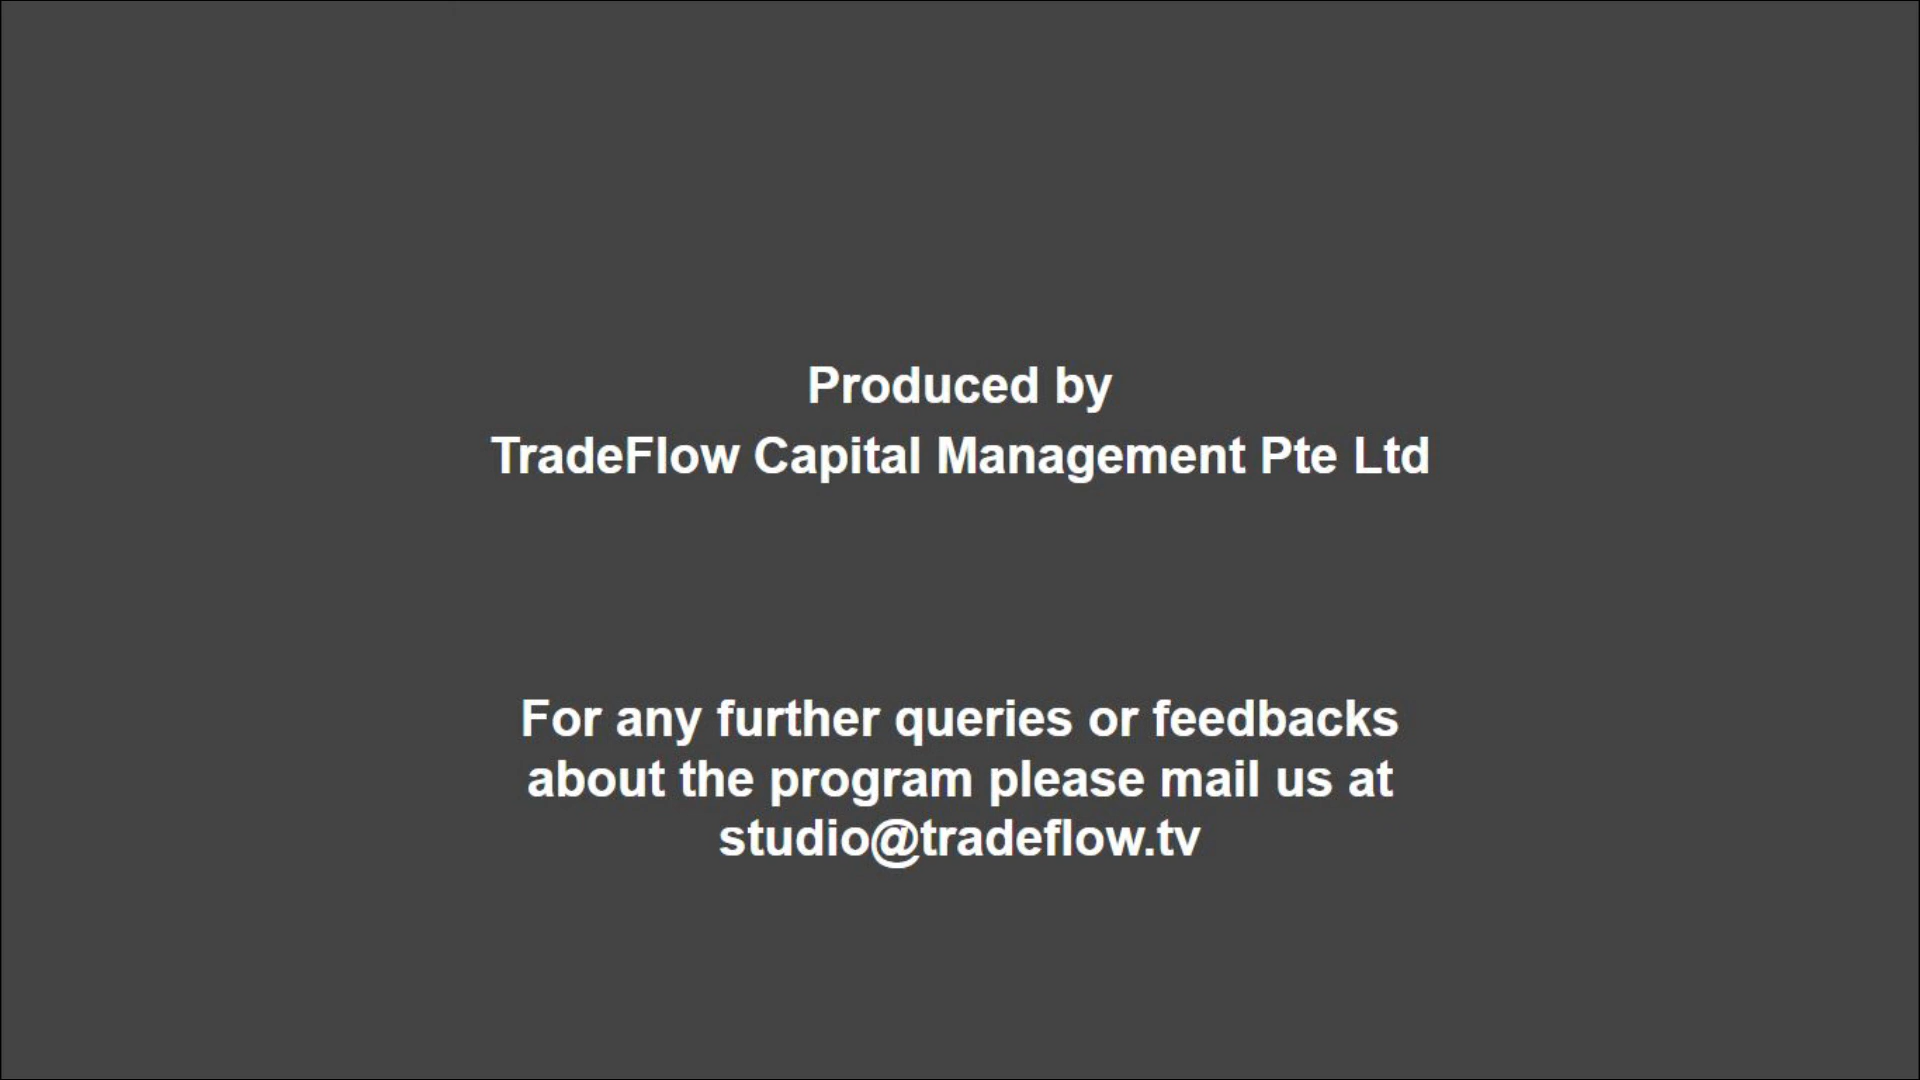 Produced by
TradeFlow Capital Management Pte Ltd
For any further queries or feedbacks
about the program please mail us at
studio@tradeflow.tv